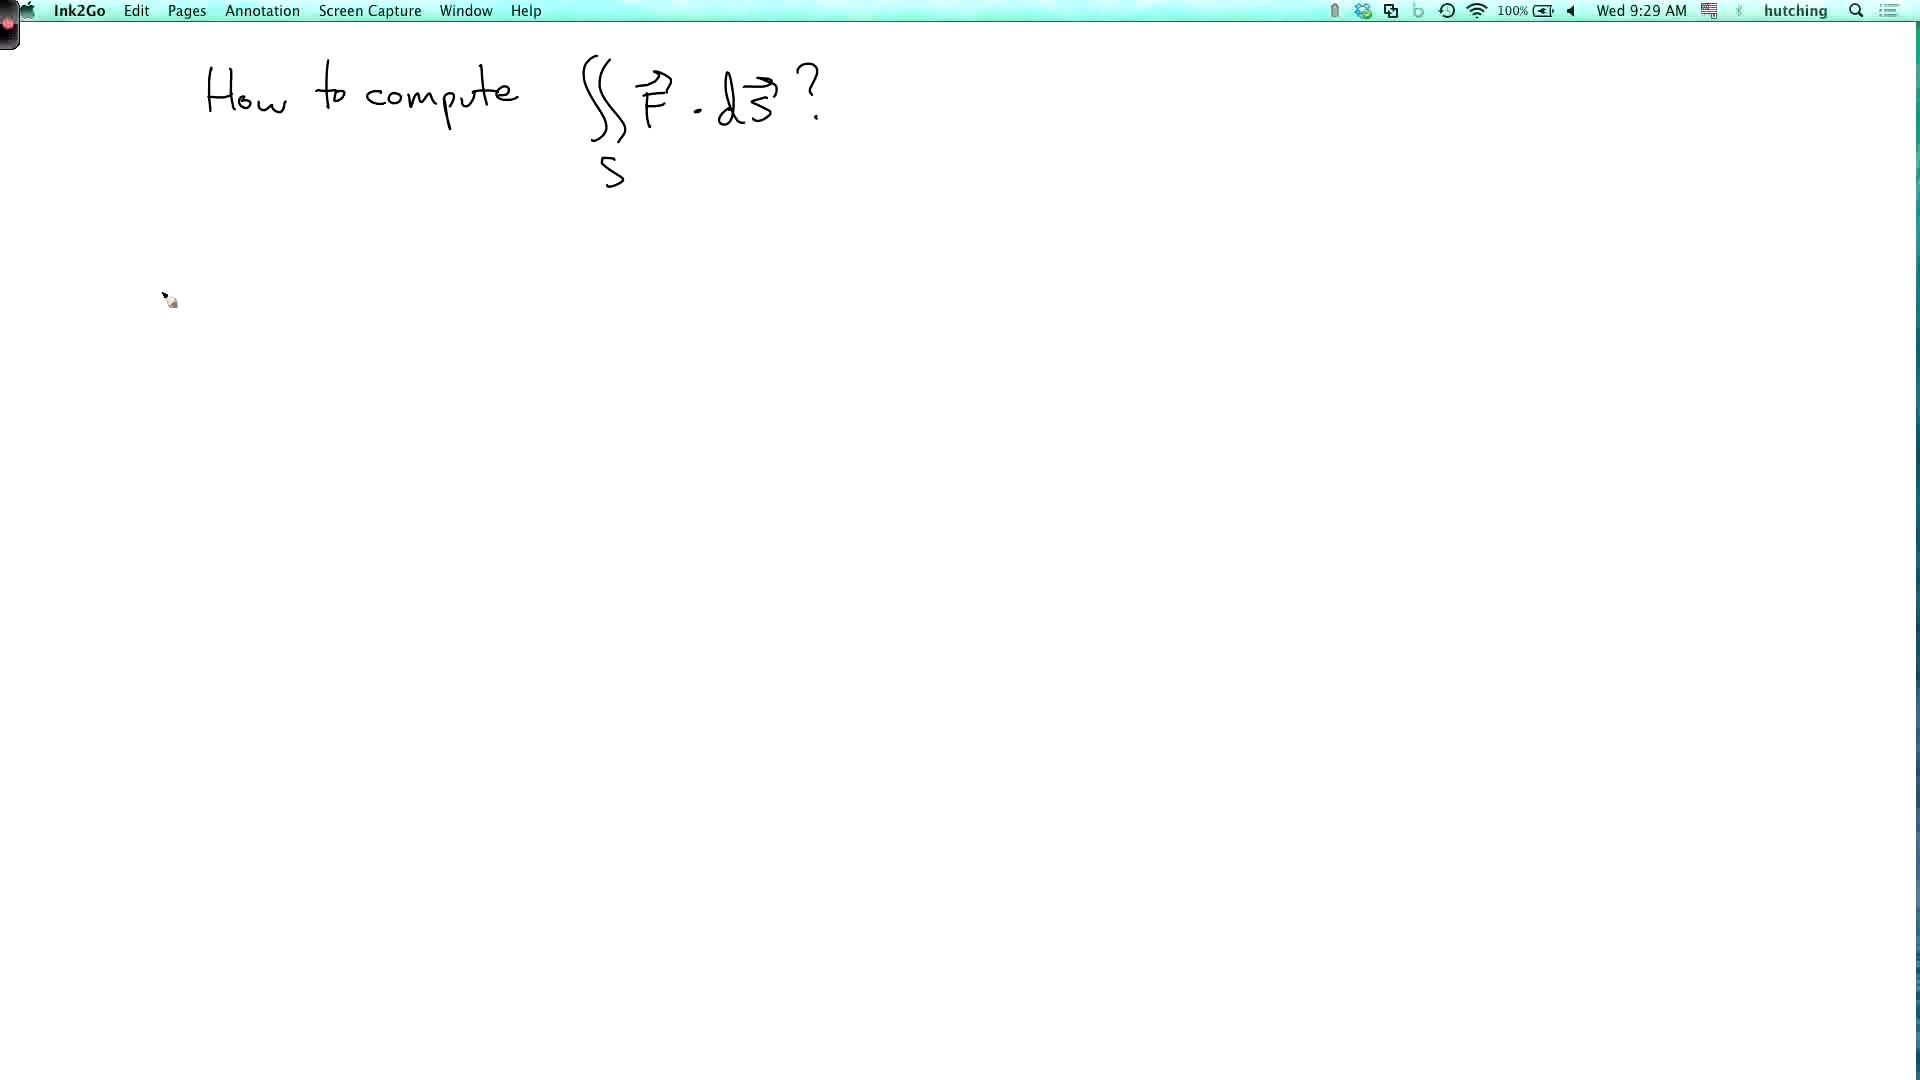 Ink2Go Edit Pages Annotation Screen Capture Window Help 100% Wed 9:29 AM hutching
How to compute ∬ F⃗ · dS⃗ ?
S